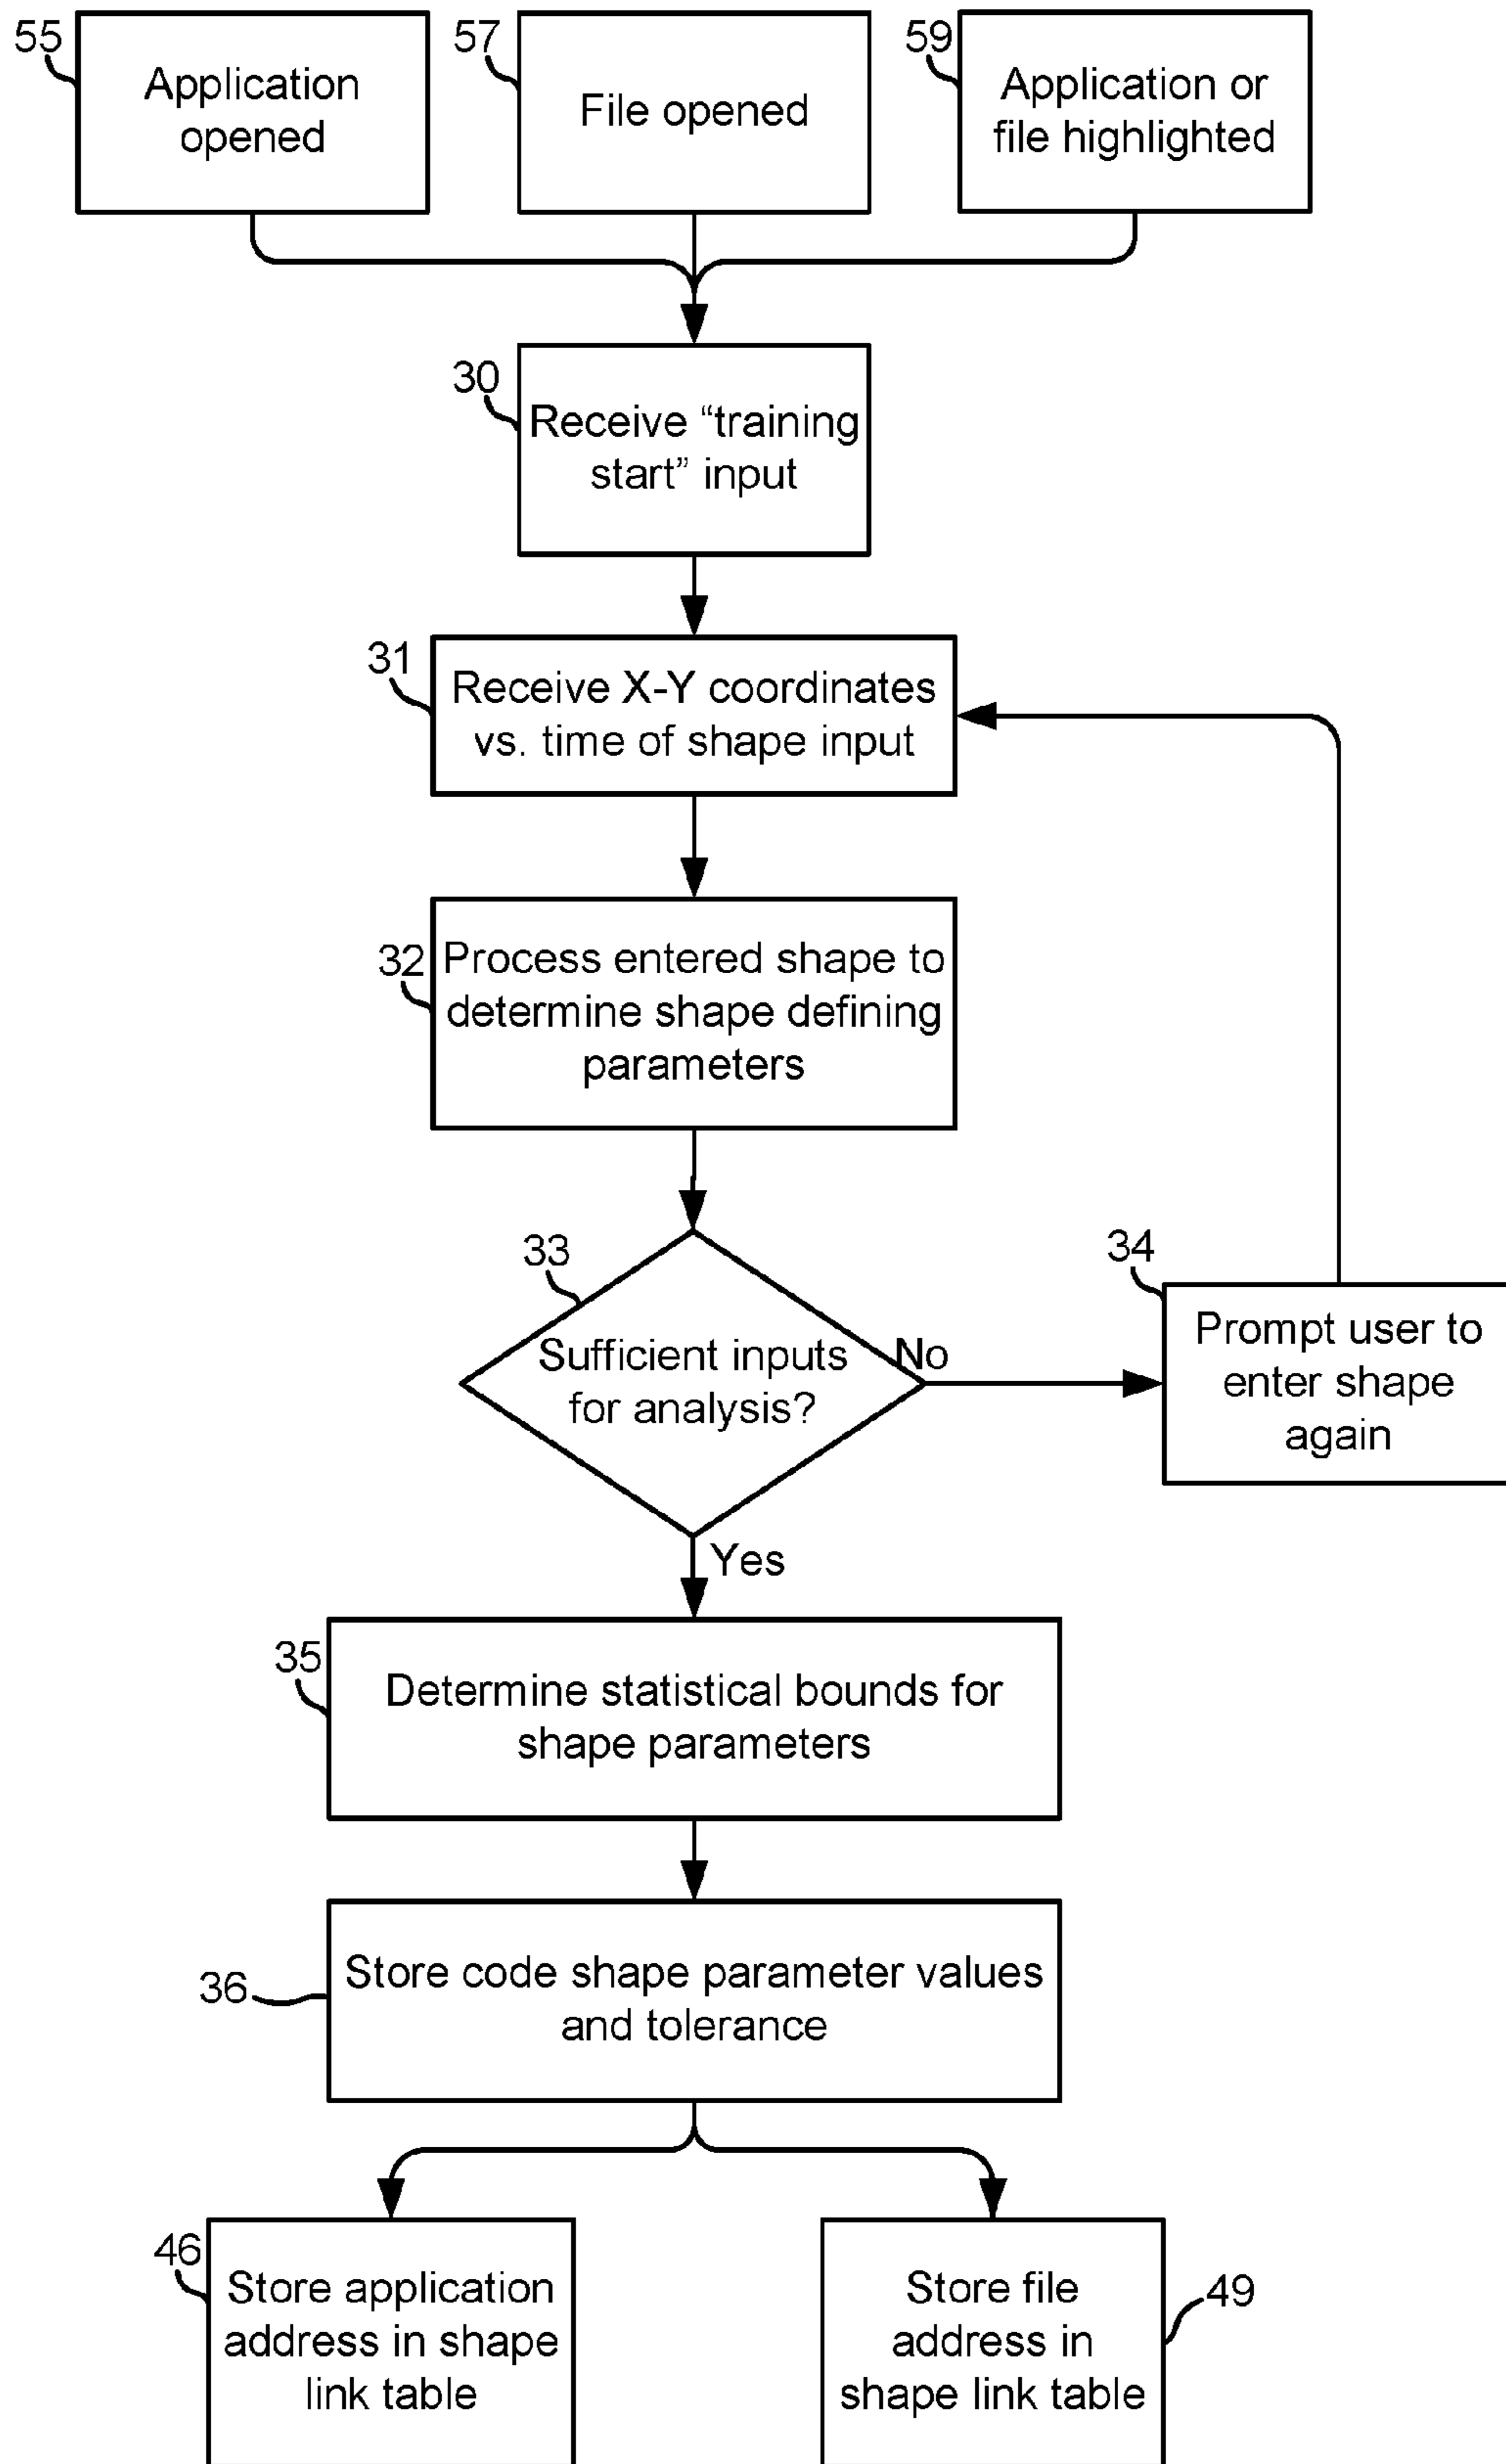 55
Application
opened
57
File opened
59
Application or
file highlighted
30
Receive “training
start” input
31
Receive X-Y coordinates
vs. time of shape input
32
Process entered shape to
determine shape defining
parameters
33
Sufficient inputs
for analysis?
No
34
Prompt user to
enter shape
again
Yes
35
Determine statistical bounds for
shape parameters
36
Store code shape parameter values
and tolerance
46
Store application
address in shape
link table
Store file
address in
shape link table
49